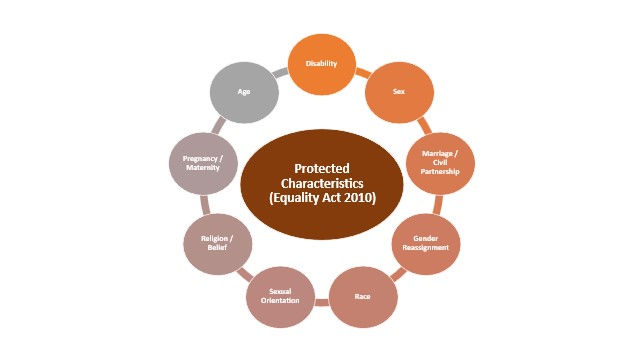 Disability
Sex
Marriage /
Civil
Partnership
Gender
Reassignment
Race
Sexual
Orientation
Religion /
Belief
Pregnancy /
Maternity
Age
Protected
Characteristics
(Equality Act 2010)